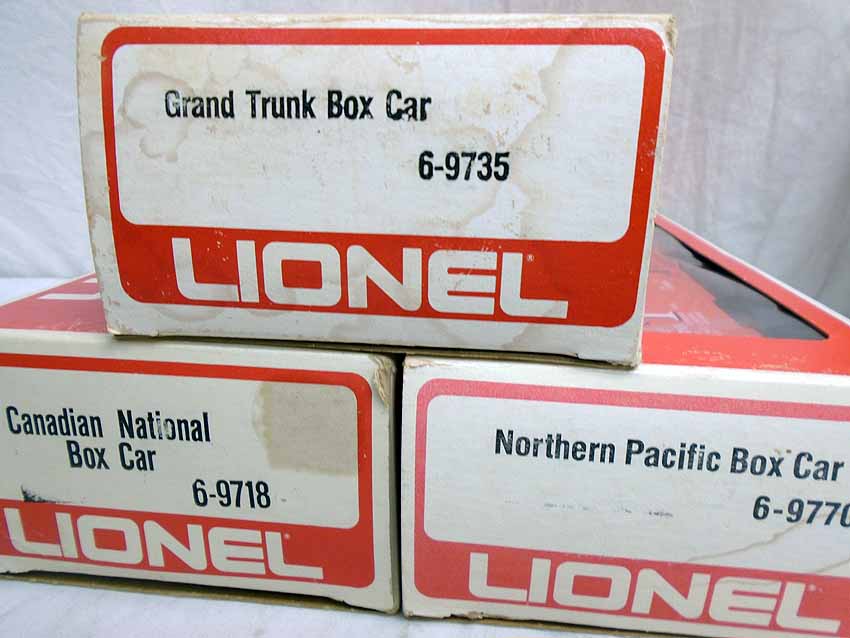 Grand Trunk Box Car
6-9735
LIONEL®
Canadian National
Box Car
6-9718
LIONEL®
Northern Pacific Box Car
6-9770
LIONEL®